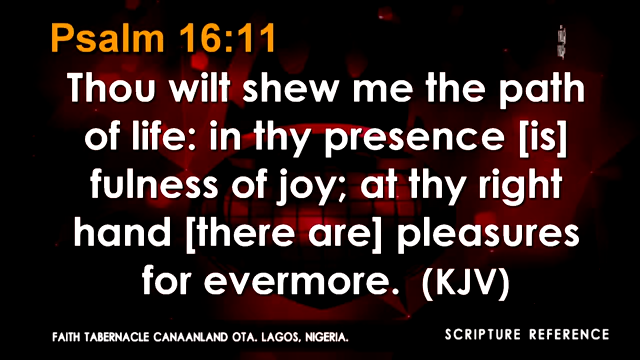 Psalm 16:11
Thou wilt shew me the path
of life: in thy presence [is]
fulness of joy; at thy right
hand [there are] pleasures
for evermore. (KJV)
FAITH TABERNACLE CANAANLAND OTA. LAGOS, NIGERIA.
SCRIPTURE REFERENCE